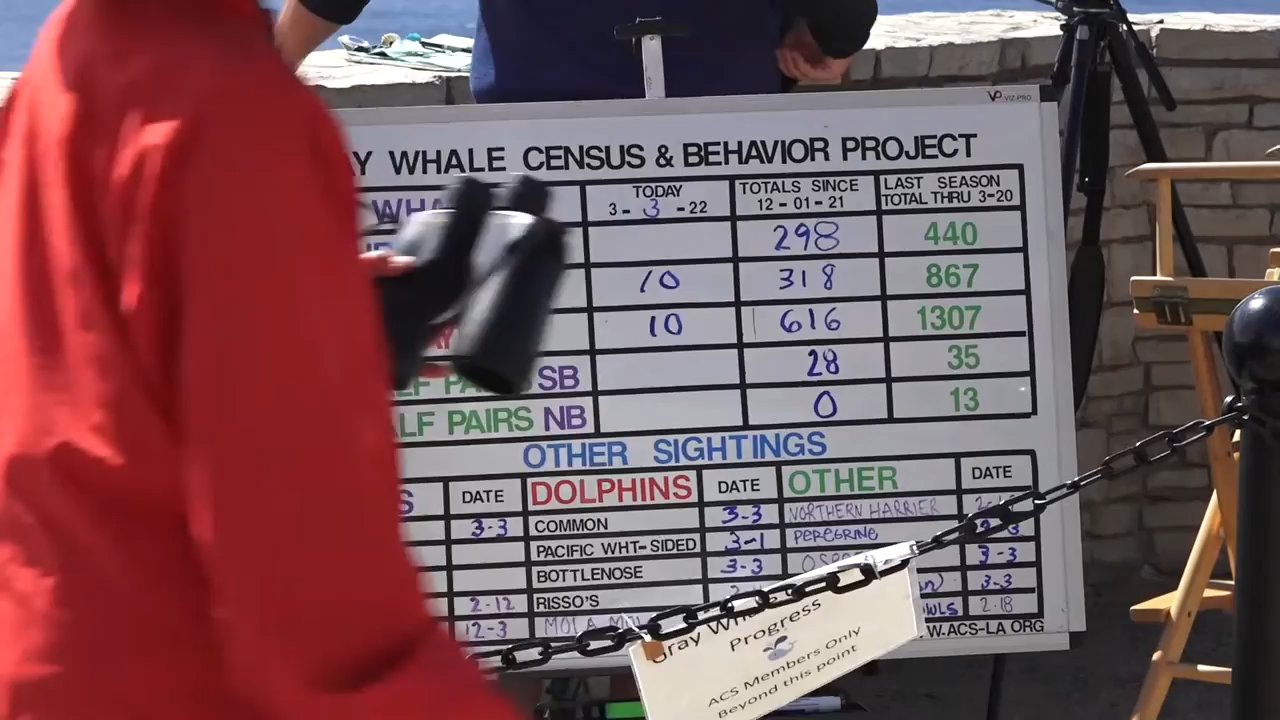 VIZ-PRO
Y WHALE CENSUS & BEHAVIOR PROJECT
WHA TODAY 3-3-22 TOTALS SINCE 12-01-21 LAST SEASON TOTAL THRU 3-20
298 440
10 318 867
10 616 1307
SB 28 35
LF PAIRS NB 0 13
OTHER SIGHTINGS
S DATE DOLPHINS DATE OTHER DATE
3-3 COMMON 3-3 NORTHERN HARRIER
PACIFIC WHT-SIDED 3-1 PEREGRINE
BOTTLENOSE 3-3 3-3
2-12 RISSO'S 3-3
12-3 MOLA 2.18
W.ACS-LA.ORG
Gray
Progress
ACS Members Only
Beyond this point